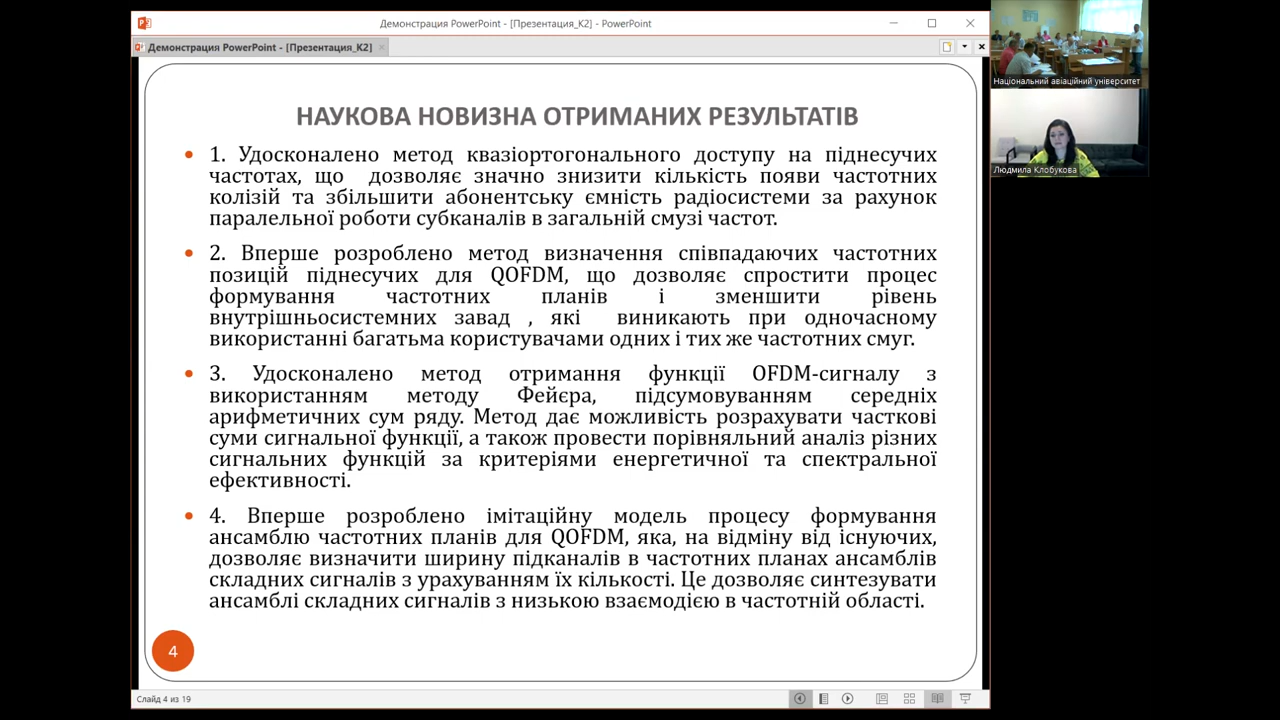 Демонстрация PowerPoint - [Презентация_К2] - PowerPoint
Демонстрация PowerPoint - [Презентация_К2]
НАУКОВА НОВИЗНА ОТРИМАНИХ РЕЗУЛЬТАТІВ
• 1. Удосконалено метод квазіортогонального доступу на піднесучих
частотах, що дозволяє значно знизити кількість появи частотних
колізій та збільшити абонентську ємність радіосистеми за рахунок
паралельної роботи субканалів в загальній смузі частот.
• 2. Вперше розроблено метод визначення співпадаючих частотних
позицій піднесучих для QOFDM, що дозволяє спростити процес
формування частотних планів і зменшити рівень
внутрішньосистемних завад , які виникають при одночасному
використанні багатьма користувачами одних і тих же частотних смуг.
• 3. Удосконалено метод отримання функції OFDM-сигналу з
використанням методу Фейєра, підсумовуванням середніх
арифметичних сум ряду. Метод дає можливість розрахувати часткові
суми сигнальної функції, а також провести порівняльний аналіз різних
сигнальних функцій за критеріями енергетичної та спектральної
ефективності.
• 4. Вперше розроблено імітаційну модель процесу формування
ансамблю частотних планів для QOFDM, яка, на відміну від існуючих,
дозволяє визначити ширину підканалів в частотних планах ансамблів
складних сигналів з урахуванням їх кількості. Це дозволяє синтезувати
ансамблі складних сигналів з низькою взаємодією в частотній області.
4
Слайд 4 из 19
Національний авіаційний університет
Людмила Клобукова